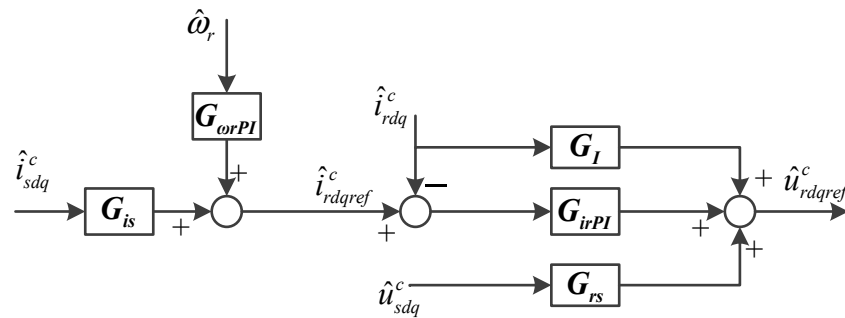 ω̂_r
G_ωrPI
î^c_rdq
G_I
î^c_sdq
G_is
+
+
î^c_rdqref
−
+
G_irPI
+
+
+
û^c_rdqref
û^c_sdq
G_rs